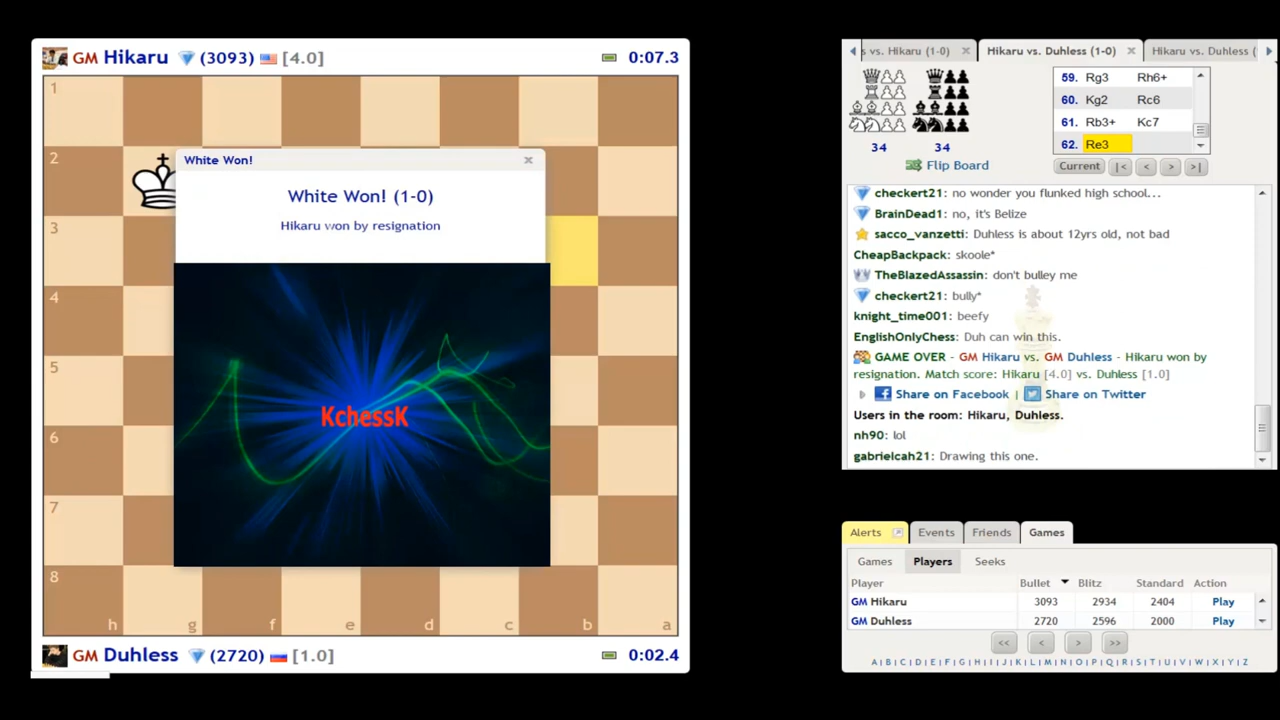 GM Hikaru (3093) [4.0] 0:07.3
1
2
3
4
5
6
7
8
h g f e d c b a
White Won!
White Won! (1-0)
Hikaru won by resignation
KchessK
GM Duhless (2720) [1.0] 0:02.4
s vs. Hikaru (1-0) Hikaru vs. Duhless (1-0) Hikaru vs. Duhless (
34 34
Flip Board
59. Rg3 Rh6+
60. Kg2 Rc6
61. Rb3+ Kc7
62. Re3
Current |< < > >|
checkert21: no wonder you flunked high school...
BrainDead1: no, it's Belize
sacco_vanzetti: Duhless is about 12yrs old, not bad
CheapBackpack: skoole*
TheBlazedAssassin: don't bulley me
checkert21: bully*
knight_time001: beefy
EnglishOnlyChess: Duh can win this.
GAME OVER - GM Hikaru vs. GM Duhless - Hikaru won by
resignation. Match score: Hikaru [4.0] vs. Duhless [1.0]
Share on Facebook | Share on Twitter
Users in the room: Hikaru, Duhless.
nh90: lol
gabrielcah21: Drawing this one.
Alerts Events Friends Games
Games Players Seeks
Player Bullet Blitz Standard Action
GM Hikaru 3093 2934 2404 Play
GM Duhless 2720 2596 2000 Play
<< < > >>
A|B|C|D|E|F|G|H|I|J|K|L|M|N|O|P|Q|R|S|T|U|V|W|X|Y|Z